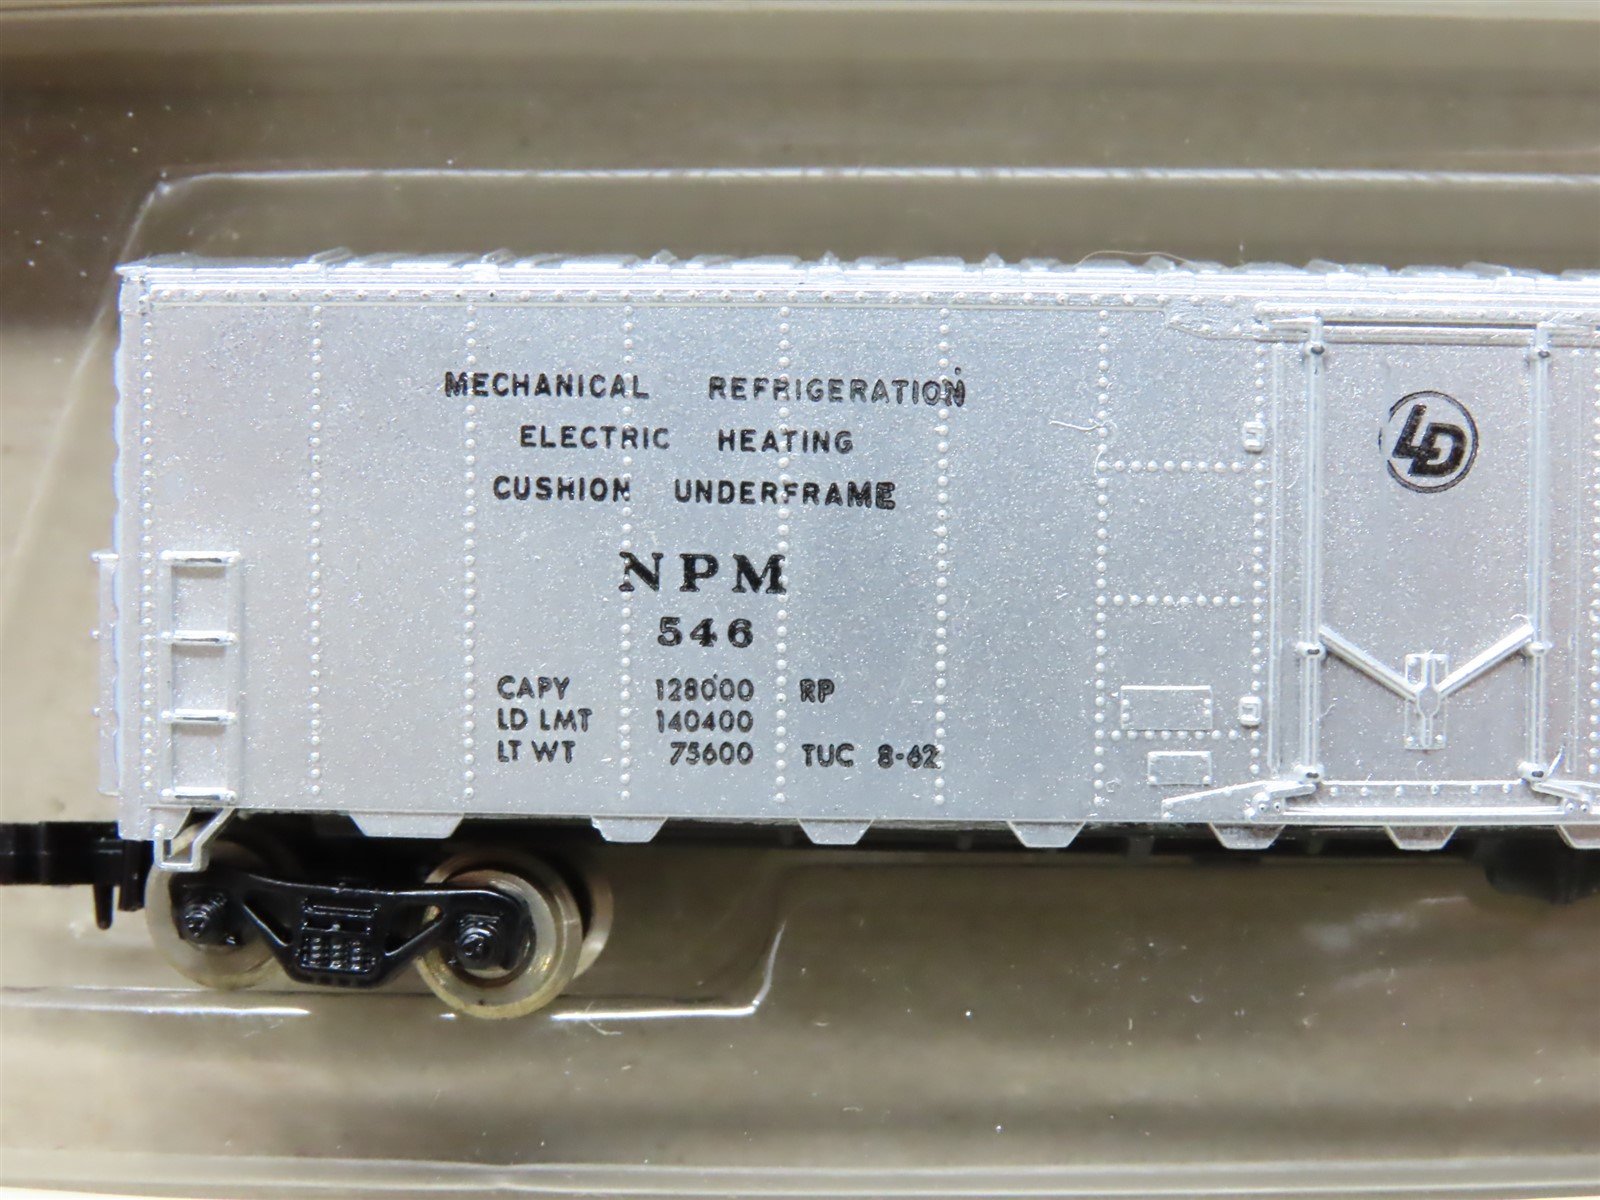 MECHANICAL REFRIGERATION
ELECTRIC HEATING
CUSHION UNDERFRAME
NPM
546
CAPY 128000 RP
LD LMT 140400
LT WT 75600 TUC 8-62
LD